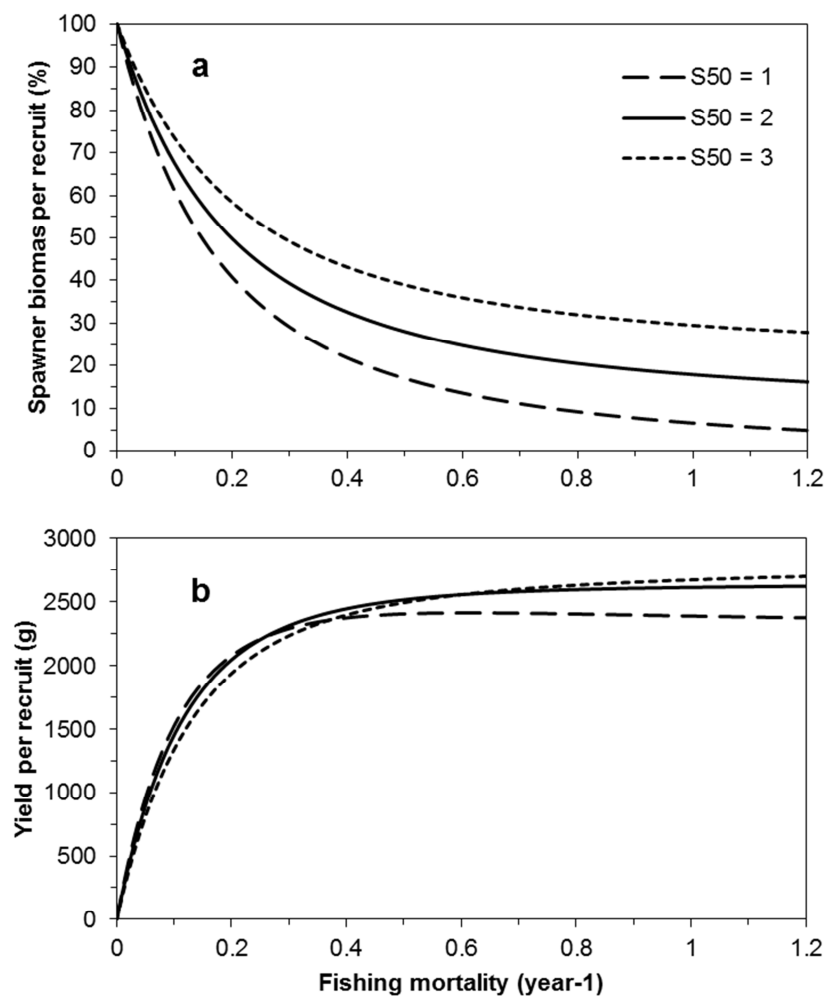 100
90
80
70
60
50
40
30
20
10
0
Spawner biomas per recruit (%)
a
S50 = 1
S50 = 2
S50 = 3
0 0.2 0.4 0.6 0.8 1 1.2
3000
2500
2000
1500
1000
500
0
Yield per recruit (g)
b
0 0.2 0.4 0.6 0.8 1 1.2
Fishing mortality (year-1)